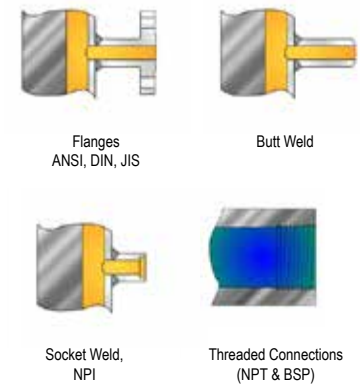 Flanges
ANSI, DIN, JIS
Butt Weld
Socket Weld,
NPI
Threaded Connections
(NPT & BSP)